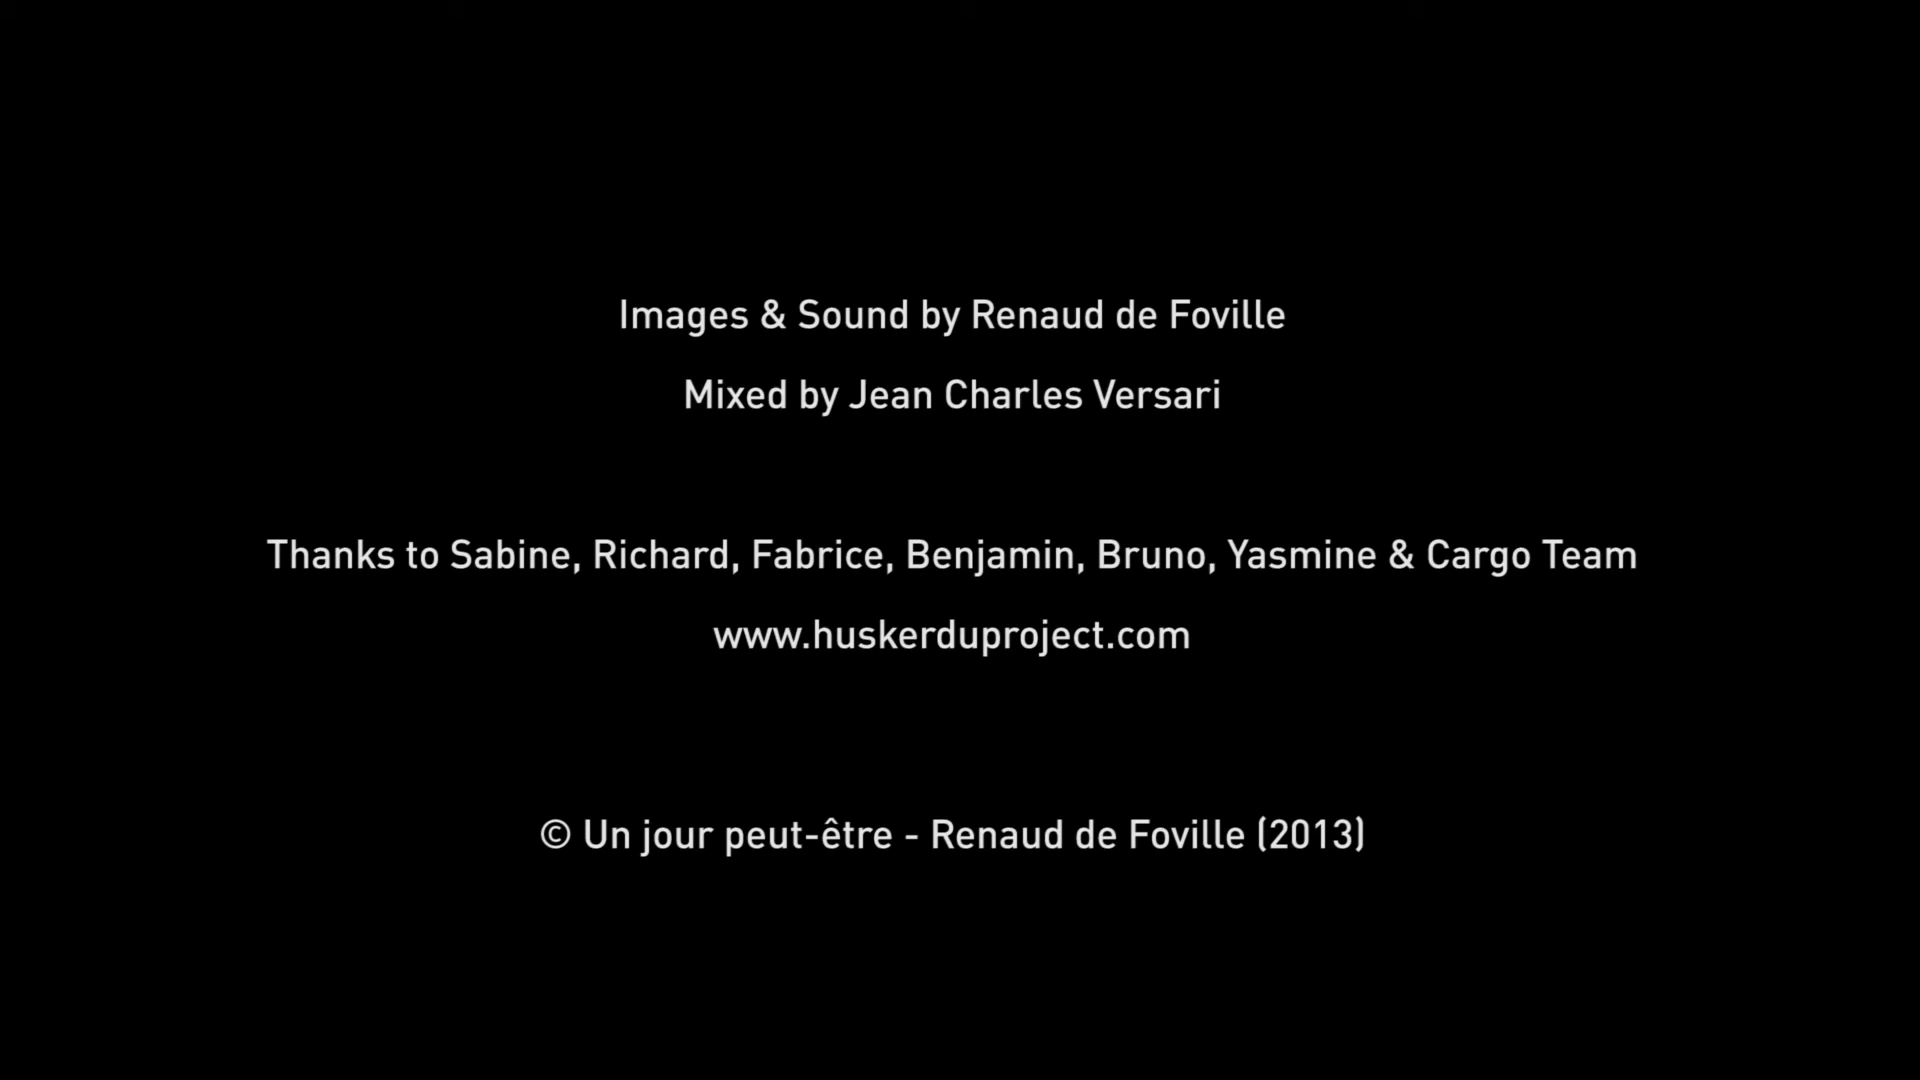 Images & Sound by Renaud de Foville
Mixed by Jean Charles Versari
Thanks to Sabine, Richard, Fabrice, Benjamin, Bruno, Yasmine & Cargo Team
www.huskerduproject.com
© Un jour peut-être - Renaud de Foville (2013)